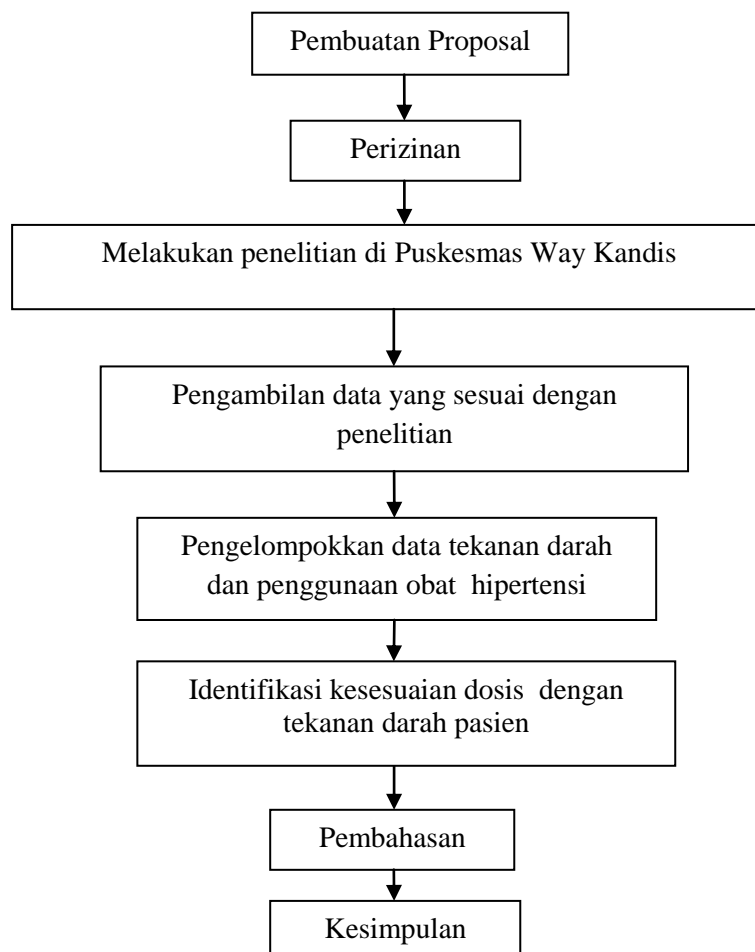 Pembuatan Proposal
Perizinan
Melakukan penelitian di Puskesmas Way Kandis
Pengambilan data yang sesuai dengan
penelitian
Pengelompokkan data tekanan darah
dan penggunaan obat hipertensi
Identifikasi kesesuaian dosis dengan
tekanan darah pasien
Pembahasan
Kesimpulan